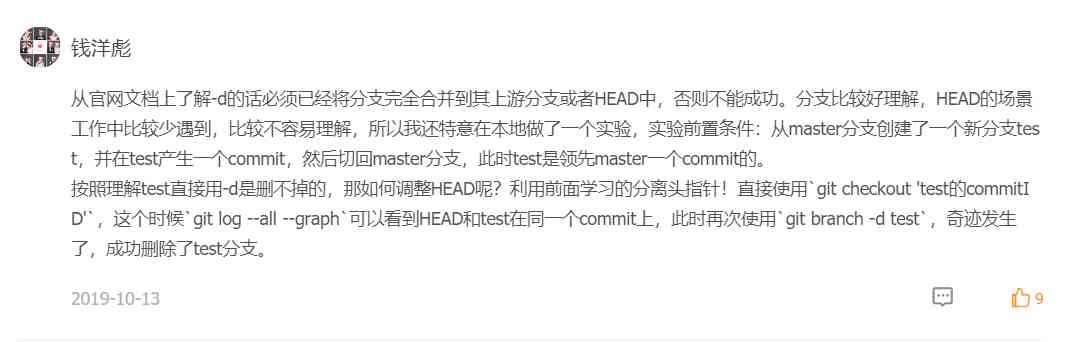 钱洋彪
从官网文档上了解-d的话必须已经将分支完全合并到其上游分支或者HEAD中，否则不能成功。分支比较好理解，HEAD的场景
工作中比较少遇到，比较不容易理解，所以我还特意在本地做了一个实验，实验前置条件：从master分支创建了一个新分支tes
t，并在test产生一个commit，然后切回master分支，此时test是领先master一个commit的。
按照理解test直接用-d是删不掉的，那如何调整HEAD呢？利用前面学习的分离头指针！直接使用`git checkout 'test的commitI
D'`，这个时候`git log --all --graph`可以看到HEAD和test在同一个commit上，此时再次使用`git branch -d test`，奇迹发生
了，成功删除了test分支。
2019-10-13
9